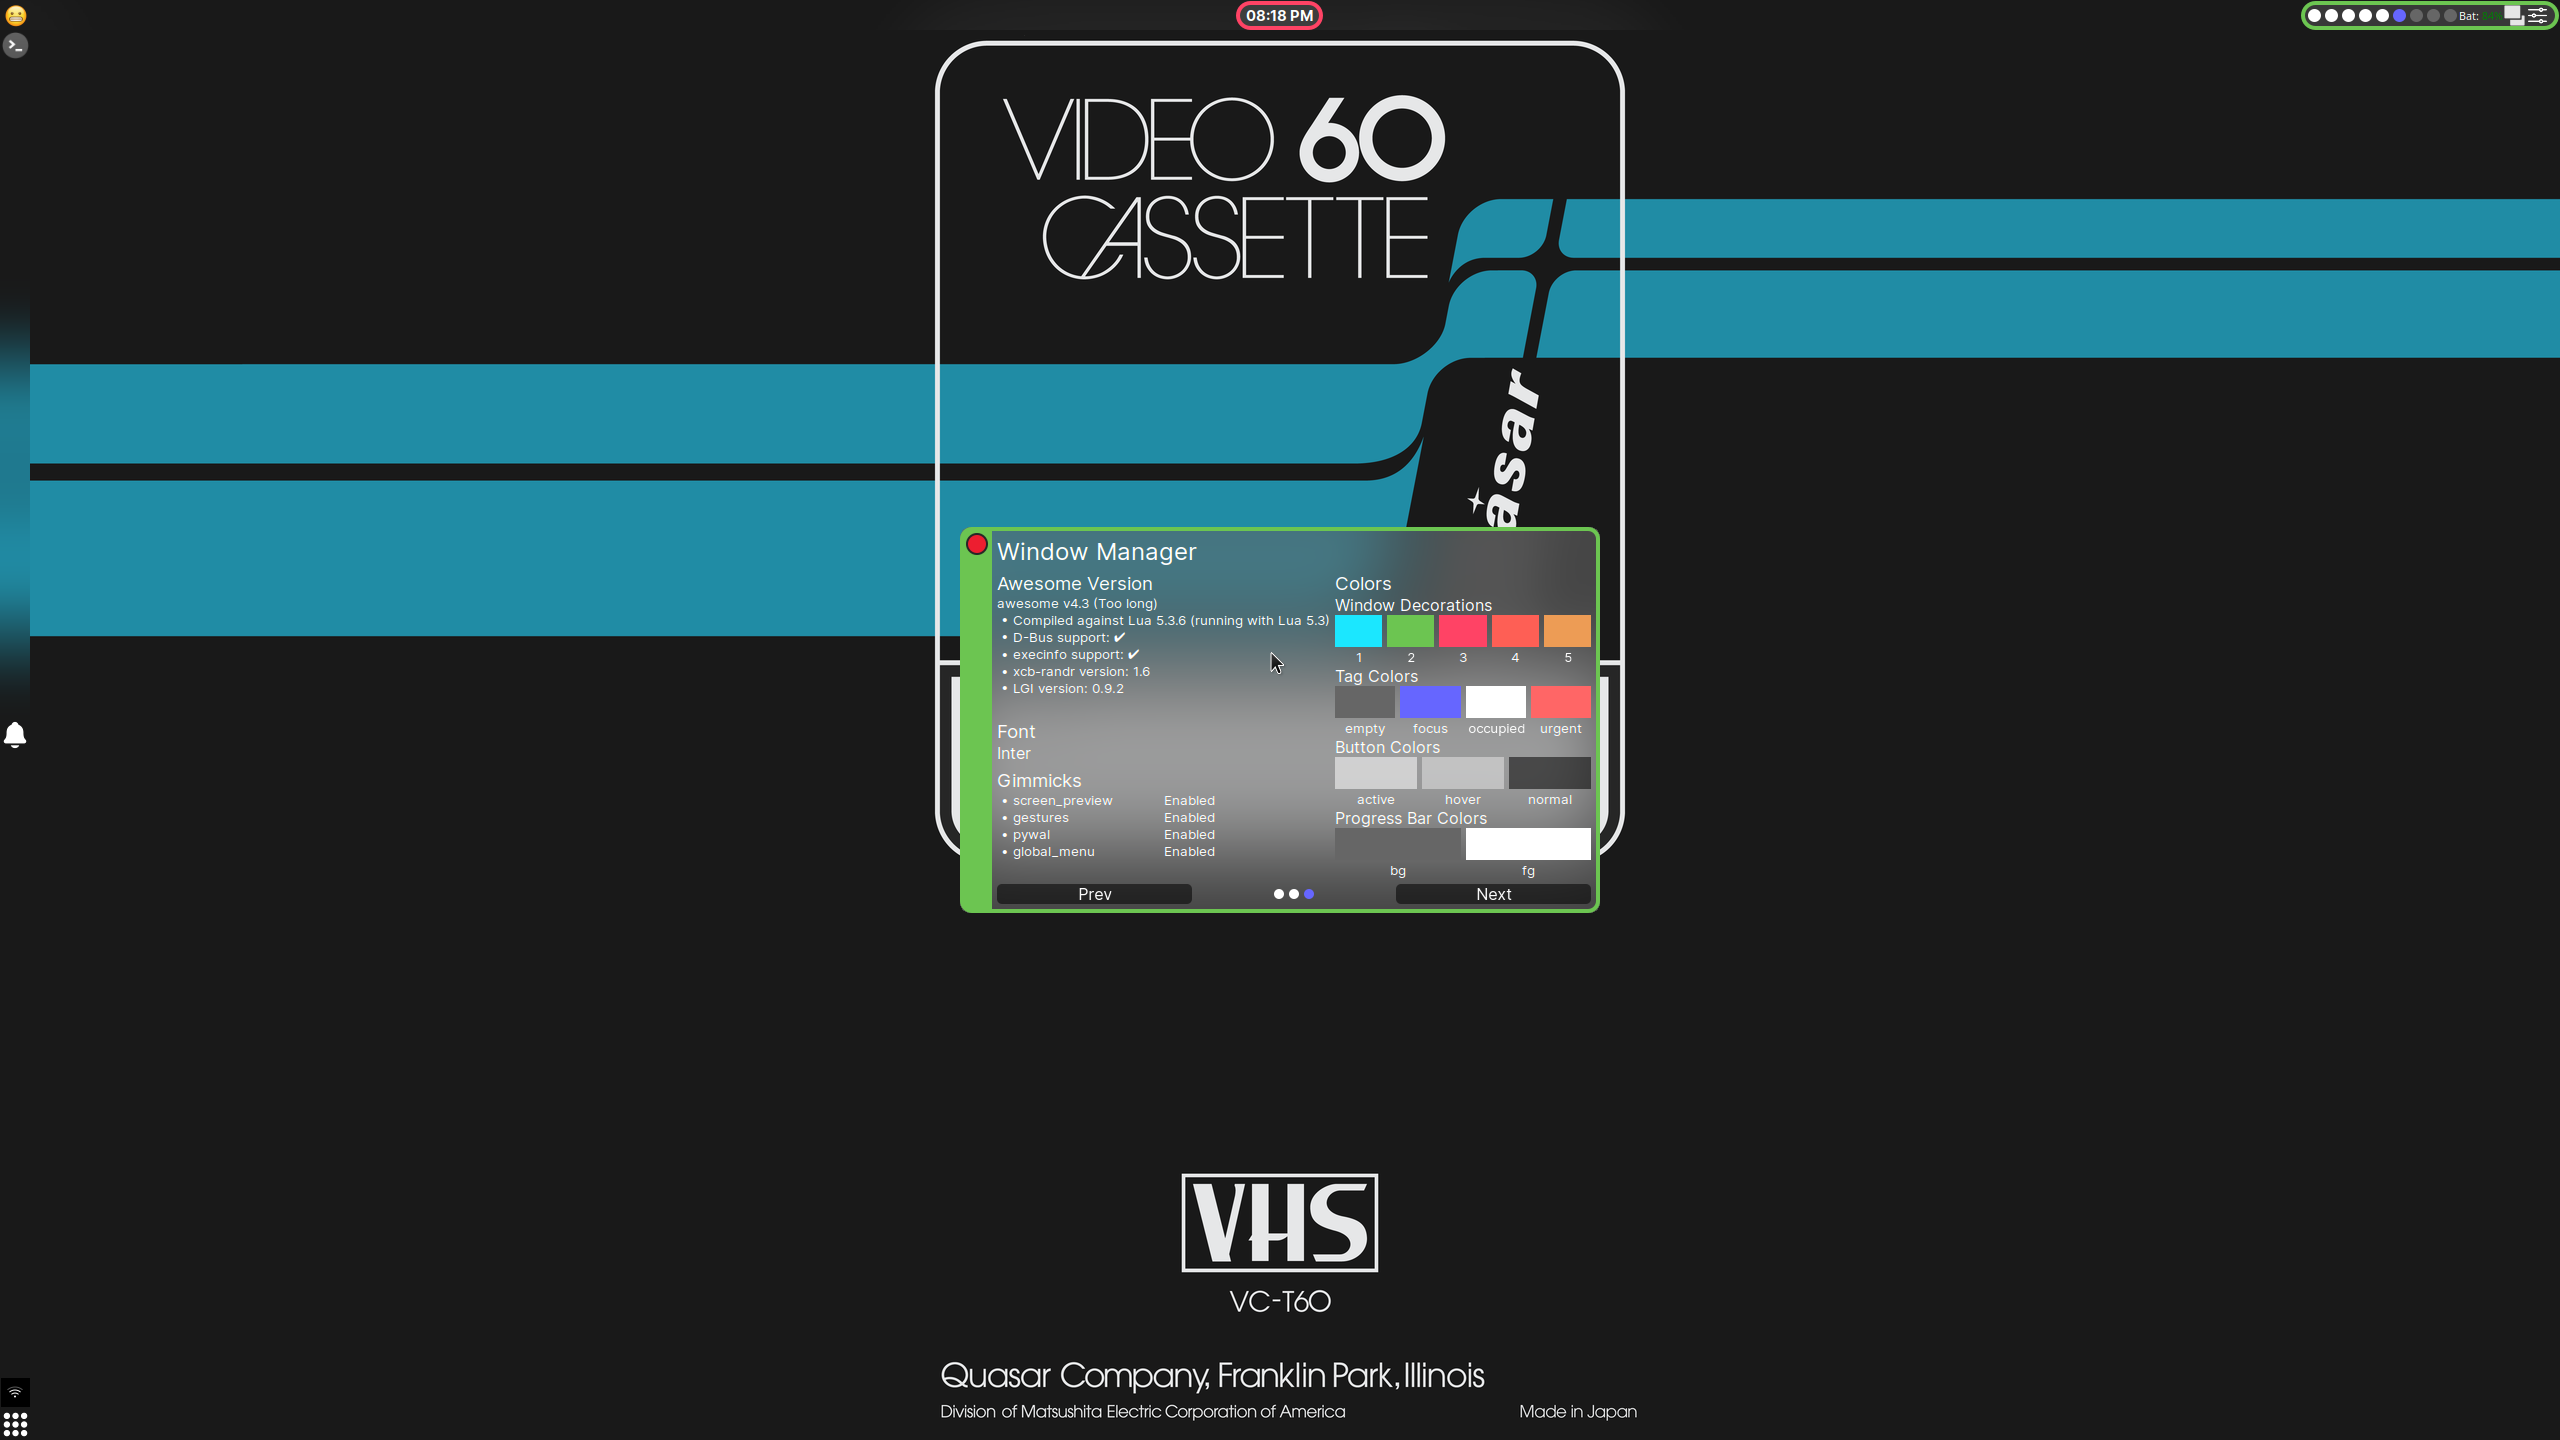 08:18 PM
Bat:
VIDEO 60
CASSETTE
asar
Window Manager
Awesome Version
awesome v4.3 (Too long)
• Compiled against Lua 5.3.6 (running with Lua 5.3)
• D-Bus support: ✔
• execinfo support: ✔
• xcb-randr version: 1.6
• LGI version: 0.9.2
Font
Inter
Gimmicks
• screen_preview Enabled
• gestures Enabled
• pywal Enabled
• global_menu Enabled
Colors
Window Decorations
1 2 3 4 5
Tag Colors
empty focus occupied urgent
Button Colors
active hover normal
Progress Bar Colors
bg fg
Prev Next
VHS
VC-T60
Quasar Company, Franklin Park, Illinois
Division of Matsushita Electric Corporation of America Made in Japan